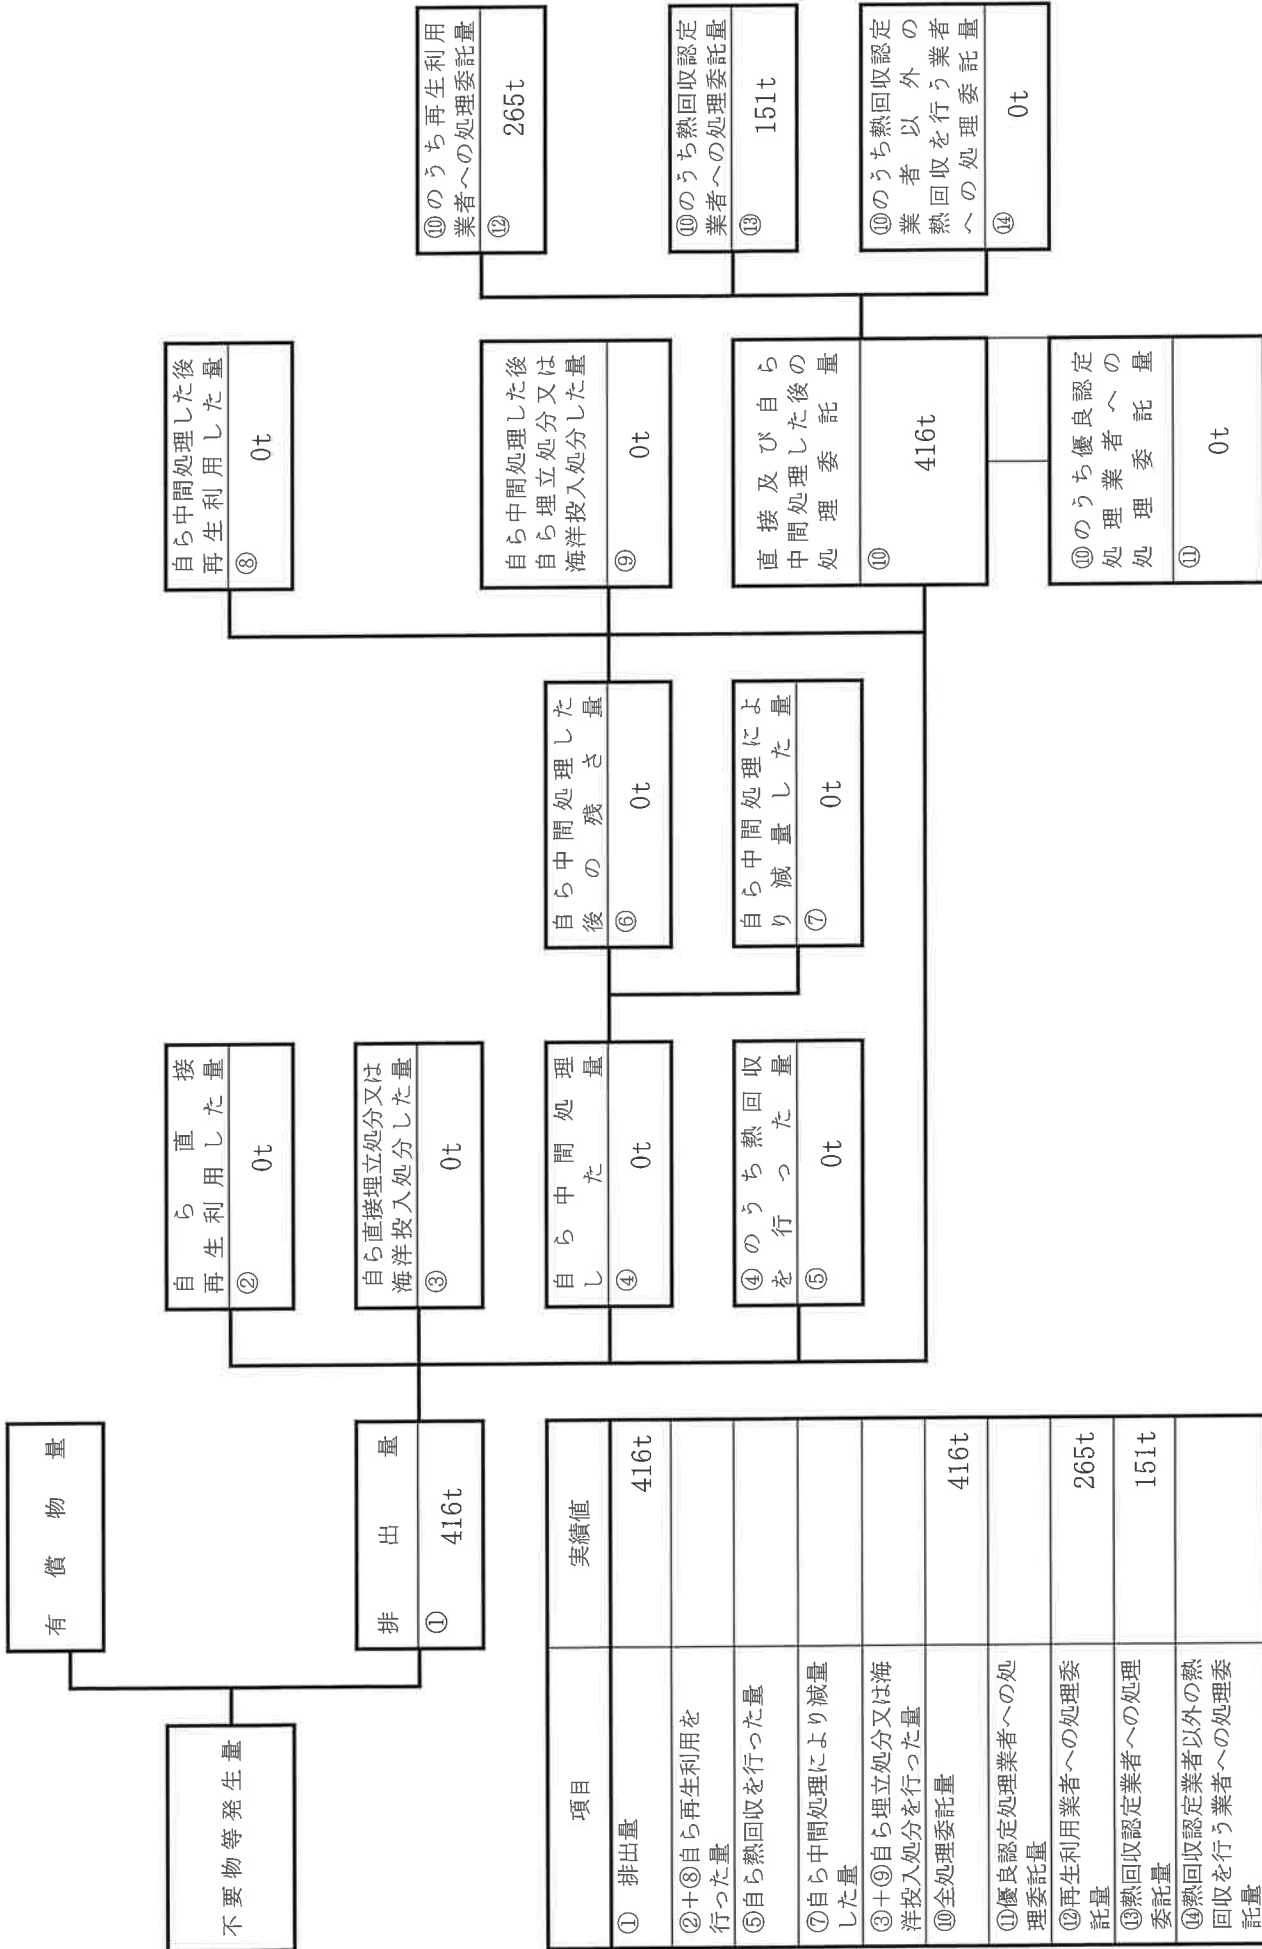 不要物等発生量
有償物量
排出量
① 416t
自ら直接
再生利用した量
② 0t
自ら直接埋立処分又は
海洋投入処分した量
③ 0t
自ら中間処理
した量
④ 0t
④のうち熱回収
を行った量
⑤ 0t
自ら中間処理した
後の残さ量
⑥ 0t
自ら中間処理によ
り減量した量
⑦ 0t
自ら中間処理した後
再生利用した量
⑧ 0t
自ら中間処理した後
自ら埋立処分又は
海洋投入処分した量
⑨ 0t
直接及び自ら
中間処理した後の
処理委託量
⑩ 416t
⑩のうち優良認定
処理業者への
処理委託量
⑪ 0t
⑩のうち再生利用
業者への処理委託量
⑫ 265t
⑩のうち熱回収認定
業者への処理委託量
⑬ 151t
⑩のうち熱回収認定
業者以外の
熱回収を行う業者
への処理委託量
⑭ 0t
項目 実績値
① 排出量 416t
②+⑧自ら再生利用を
行った量
⑤自ら熱回収を行った量
⑦自ら中間処理により減量
した量
③+⑨自ら埋立処分又は海
洋投入処分を行った量
⑩全処理委託量 416t
⑪優良認定処理業者への処
理委託量
⑫再生利用業者への処理委
託量 265t
⑬熱回収認定業者への処理
委託量 151t
⑭熱回収認定業者以外の熱
回収を行う業者への処理委
託量